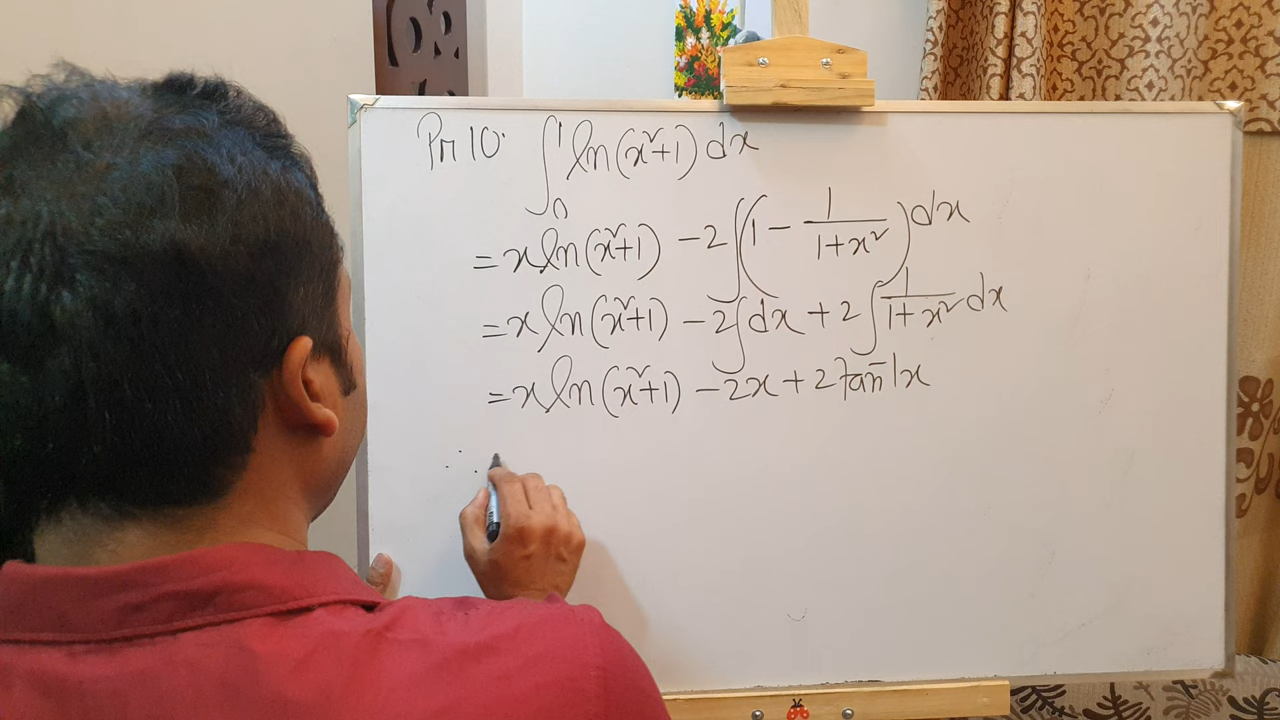 Pr 10. ∫₀¹ ln(x²+1) dx
= x ln(x²+1) - 2∫(1 - 1/(1+x²)) dx
= x ln(x²+1) - 2∫dx + 2∫ 1/(1+x²) dx
= x ln(x²+1) - 2x + 2 tan⁻¹x
∴